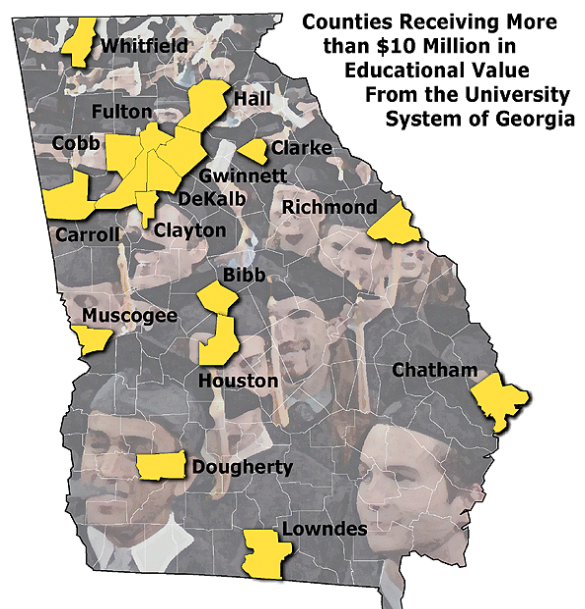 Counties Receiving More
than $10 Million in
Educational Value
From the University
System of Georgia
Whitfield
Hall
Fulton
Cobb
Clarke
Gwinnett
DeKalb
Richmond
Carroll
Clayton
Bibb
Muscogee
Houston
Chatham
Dougherty
Lowndes